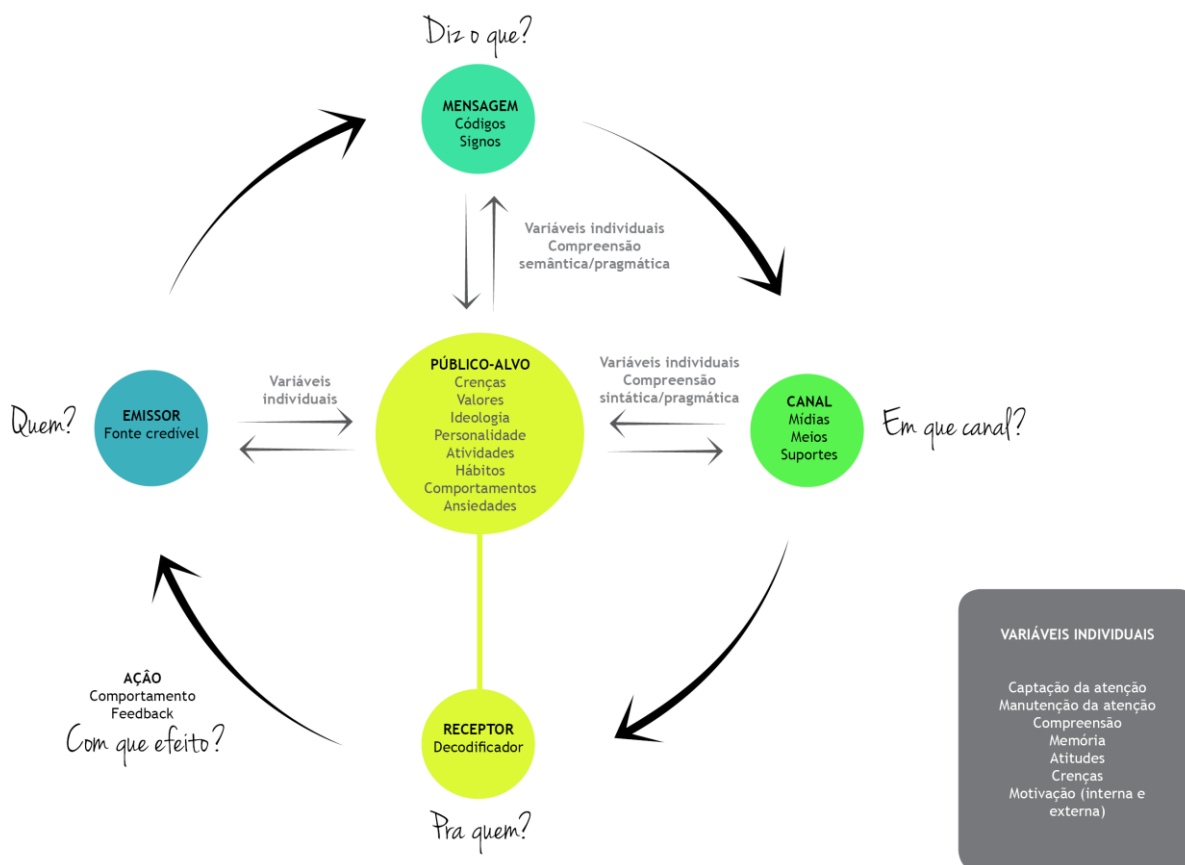 Diz o que?
MENSAGEM
Códigos
Signos
Variáveis individuais
Compreensão
semântica/pragmática
Quem?
EMISSOR
Fonte credível
Variáveis
individuais
PÚBLICO-ALVO
Crenças
Valores
Ideologia
Personalidade
Atividades
Hábitos
Comportamentos
Ansiedades
Variáveis individuais
Compreensão
sintática/pragmática
CANAL
Mídias
Meios
Suportes
Em que canal?
AÇÂO
Comportamento
Feedback
Com que efeito?
RECEPTOR
Decodificador
Pra quem?
VARIÁVEIS INDIVIDUAIS
Captação da atenção
Manutenção da atenção
Compreensão
Memória
Atitudes
Crenças
Motivação (interna e
externa)